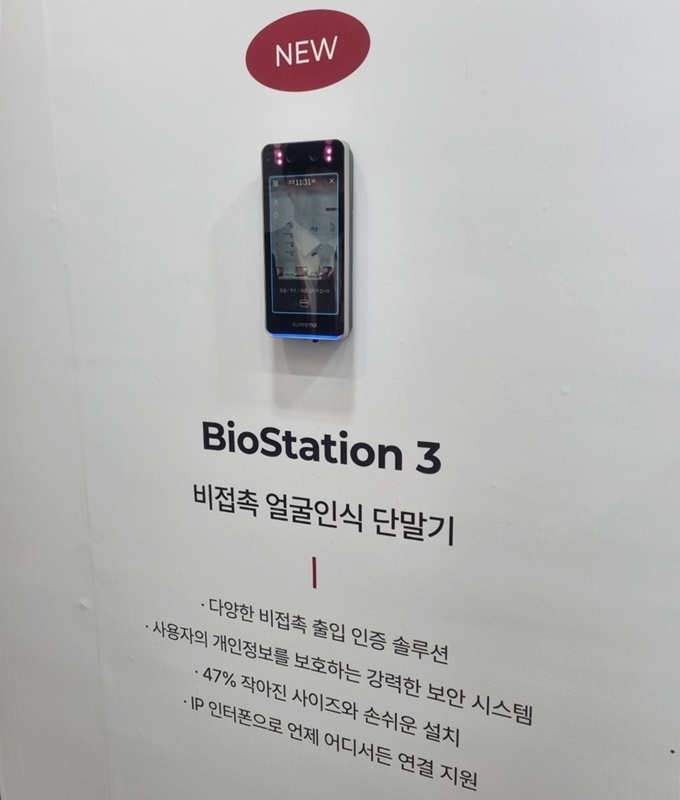 NEW
11:31
suprema
BioStation 3
비접촉 얼굴인식 단말기
· 다양한 비접촉 출입 인증 솔루션
· 사용자의 개인정보를 보호하는 강력한 보안 시스템
· 47% 작아진 사이즈와 손쉬운 설치
· IP 인터폰으로 언제 어디서든 연결 지원